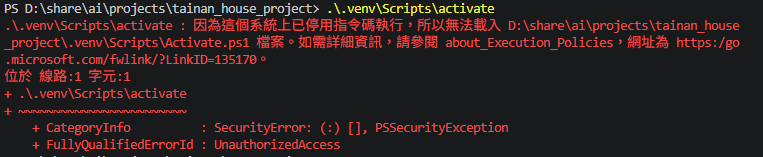 PS D:\share\ai\projects\tainan_house_project> .\.venv\Scripts\activate
.\.venv\Scripts\activate : 因為這個系統上已停用指令碼執行，所以無法載入 D:\share\ai\projects\tainan_house
_project\.venv\Scripts\Activate.ps1 檔案。如需詳細資訊，請參閱 about_Execution_Policies，網址為 https:/go
.microsoft.com/fwlink/?LinkID=135170。
位於 線路:1 字元:1
+ .\.venv\Scripts\activate
+ ~~~~~~~~~~~~~~~~~~~~~~~~
    + CategoryInfo          : SecurityError: (:) [], PSSecurityException
    + FullyQualifiedErrorId : UnauthorizedAccess